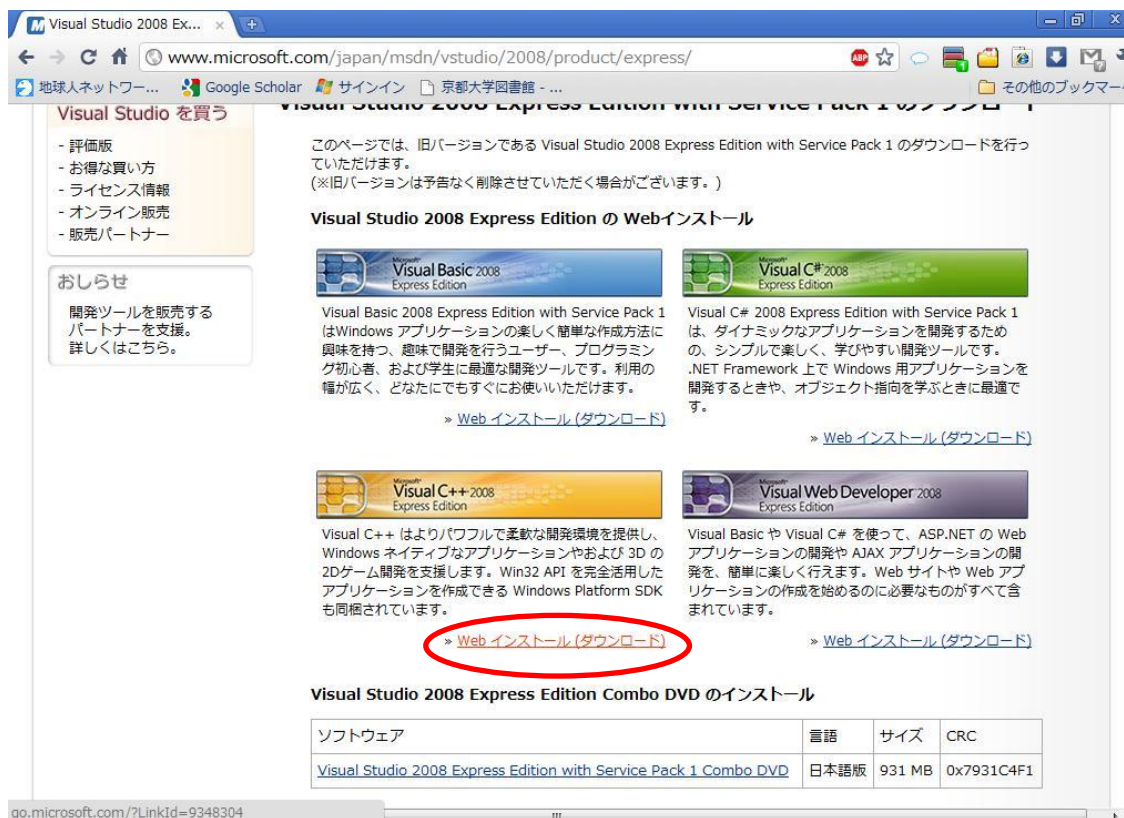 Visual Studio 2008 Ex...
www.microsoft.com/japan/msdn/vstudio/2008/product/express/
ABP
地球人ネットワー...
Google Scholar
サインイン
京都大学図書館 - ...
その他のブックマー
Visual Studio を買う
- 評価版
- お得な買い方
- ライセンス情報
- オンライン販売
- 販売パートナー
おしらせ
開発ツールを販売する
パートナーを支援。
詳しくはこちら。
Visual Studio 2008 Express Edition with Service Pack 1 のダウンロード
このページでは、旧バージョンである Visual Studio 2008 Express Edition with Service Pack 1 のダウンロードを行っ
ていただけます。
(※旧バージョンは予告なく削除させていただく場合がございます。)
Visual Studio 2008 Express Edition の Webインストール
Microsoft
Visual Basic 2008
Express Edition
Visual Basic 2008 Express Edition with Service Pack 1
はWindows アプリケーションの楽しく簡単な作成方法に
興味を持つ、趣味で開発を行うユーザー、プログラミン
グ初心者、および学生に最適な開発ツールです。利用の
幅が広く、どなたにでもすぐにお使いいただけます。
» Web インストール (ダウンロード)
Microsoft
Visual C# 2008
Express Edition
Visual C# 2008 Express Edition with Service Pack 1
は、ダイナミックなアプリケーションを開発するため
の、シンプルで楽しく、学びやすい開発ツールです。
.NET Framework 上で Windows 用アプリケーションを
開発するときや、オブジェクト指向を学ぶときに最適で
す。
» Web インストール (ダウンロード)
Microsoft
Visual C++ 2008
Express Edition
Visual C++ はよりパワフルで柔軟な開発環境を提供し、
Windows ネイティブなアプリケーションやおよび 3D の
2Dゲーム開発を支援します。Win32 API を完全活用した
アプリケーションを作成できる Windows Platform SDK
も同梱されています。
» Web インストール (ダウンロード)
Microsoft
Visual Web Developer 2008
Express Edition
Visual Basic や Visual C# を使って、ASP.NET の Web
アプリケーションの開発や AJAX アプリケーションの開
発を、簡単に楽しく行えます。Web サイトや Web アプ
リケーションの作成を始めるのに必要なものがすべて含
まれています。
» Web インストール (ダウンロード)
Visual Studio 2008 Express Edition Combo DVD のインストール
ソフトウェア 言語 サイズ CRC
Visual Studio 2008 Express Edition with Service Pack 1 Combo DVD 日本語版 931 MB 0x7931C4F1
go.microsoft.com/?LinkId=9348304